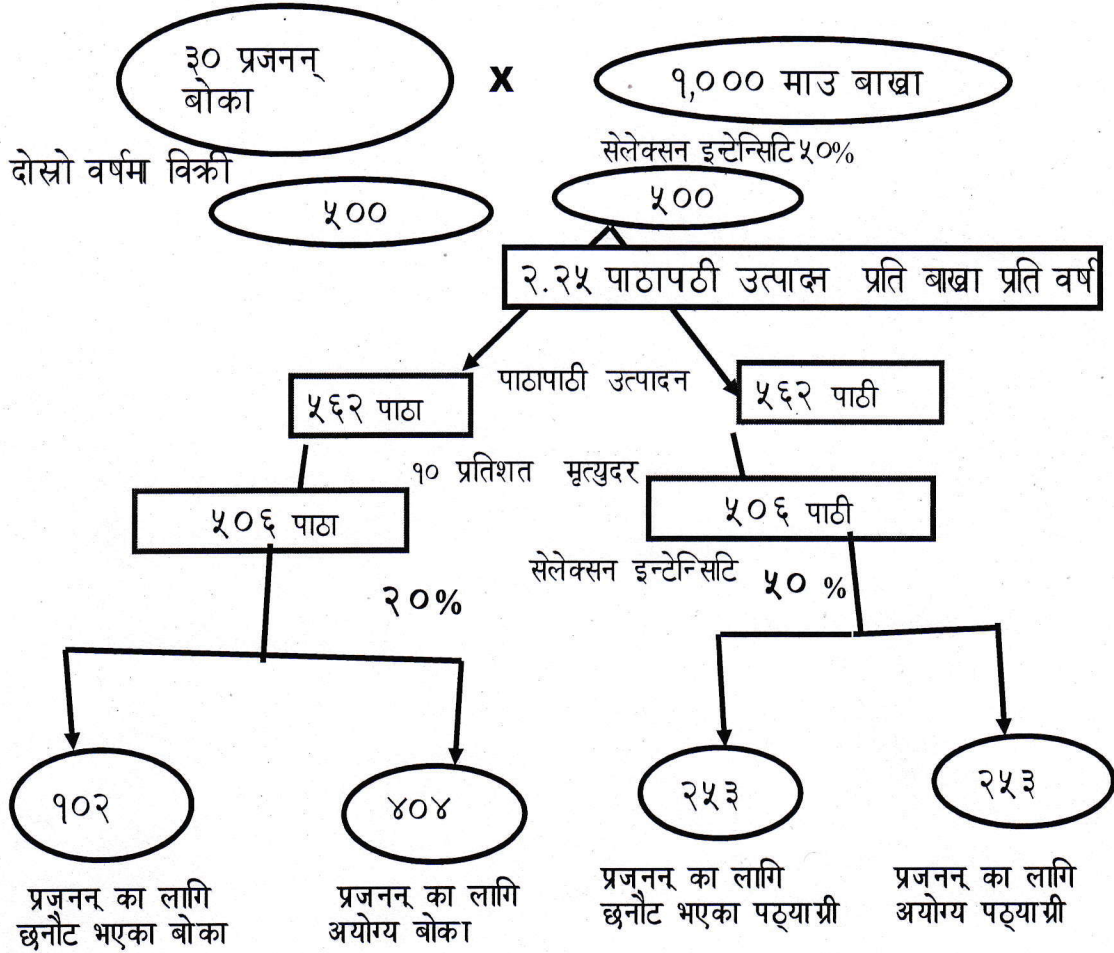 ३० प्रजनन्
बोका
X
१,००० माउ बाख्रा
सेलेक्सन इन्टेन्सिटि ५०%
दोस्रो वर्षमा विक्री
५००
५००
२.२५ पाठापठी उत्पादन प्रति बाख्रा प्रति वर्ष
पाठापाठी उत्पादन
५६२ पाठा
५६२ पाठी
१० प्रतिशत मृत्युदर
५०६ पाठा
५०६ पाठी
सेलेक्सन इन्टेन्सिटि ५० %
२०%
१०२
४०४
२५३
२५३
प्रजनन् का लागि
छनौट भएका बोका
प्रजनन् का लागि
अयोग्य बोका
प्रजनन् का लागि
छनौट भएका पठ्याग्री
प्रजनन् का लागि
अयोग्य पठ्याग्री